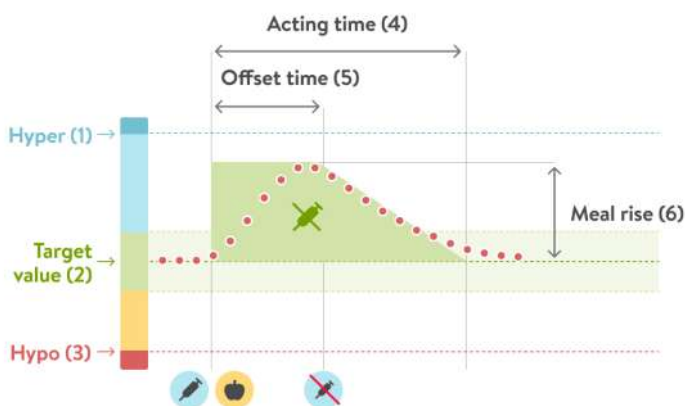 Acting time (4)
Offset time (5)
Hyper (1)
Meal rise (6)
Target
value (2)
Hypo (3)